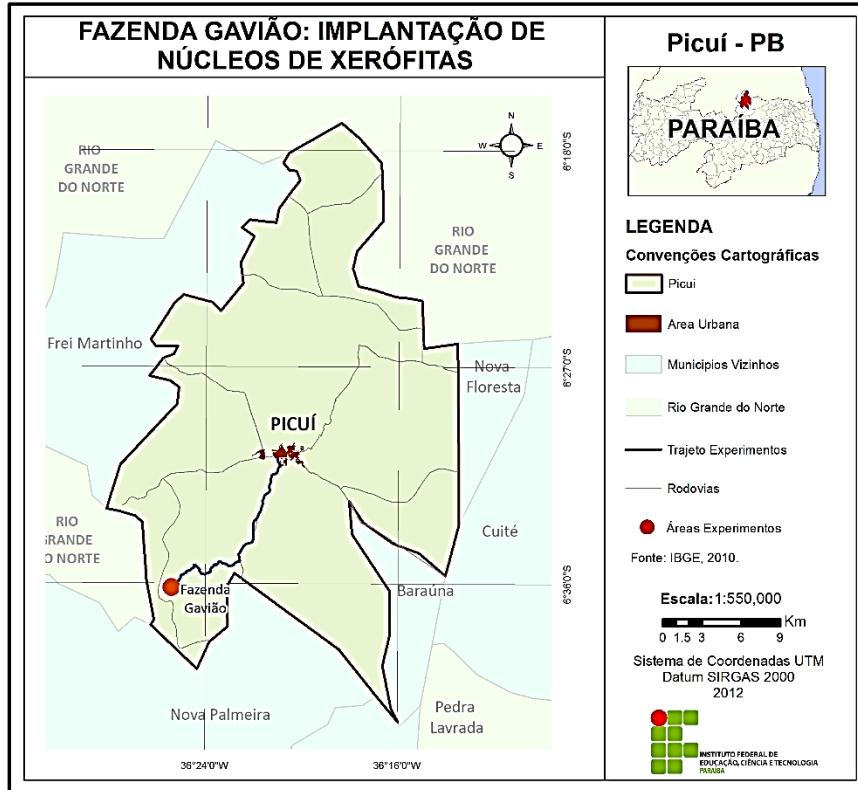 FAZENDA GAVIÃO: IMPLANTAÇÃO DE
NÚCLEOS DE XERÓFITAS
RIO
GRANDE
DO NORTE
N
W
E
S
6°18'0"S
RIO
GRANDE
DO NORTE
Frei Martinho
6°27'0"S
Nova
Floresta
PICUÍ
RIO
GRANDE
DO NORTE
Cuité
Baraúna
6°36'0"S
Fazenda
Gavião
Nova Palmeira
Pedra
Lavrada
36°24'0"W
36°16'0"W
Picuí - PB
PARAÍBA
LEGENDA
Convenções Cartográficas
Picui
Area Urbana
Municipios Vizinhos
Rio Grande do Norte
Trajeto Experimentos
Rodovias
Áreas Experimentos
Fonte: IBGE, 2010.
Escala:1:550,000
Km
0 1.5 3 6 9
Sistema de Coordenadas UTM
Datum SIRGAS 2000
2012
INSTITUTO FEDERAL DE
EDUCAÇÃO, CIÊNCIA E TECNOLOGIA
PARAÍBA